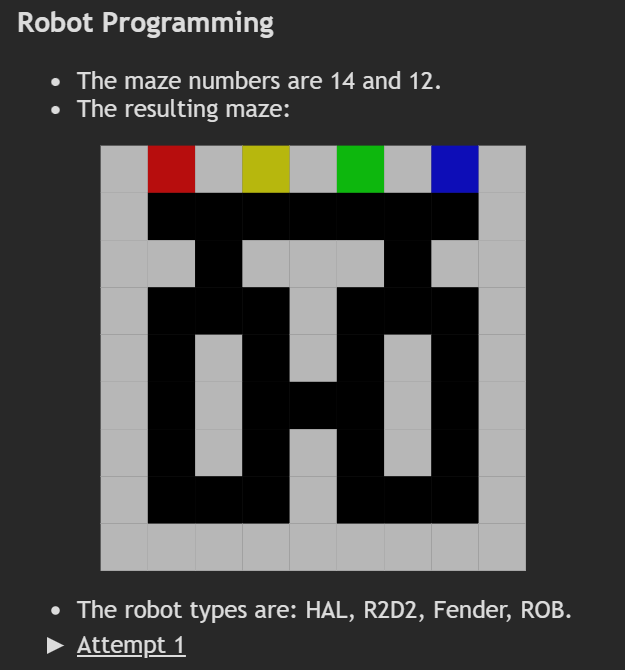 Robot Programming
The maze numbers are 14 and 12.
The resulting maze:
The robot types are: HAL, R2D2, Fender, ROB.
Attempt 1